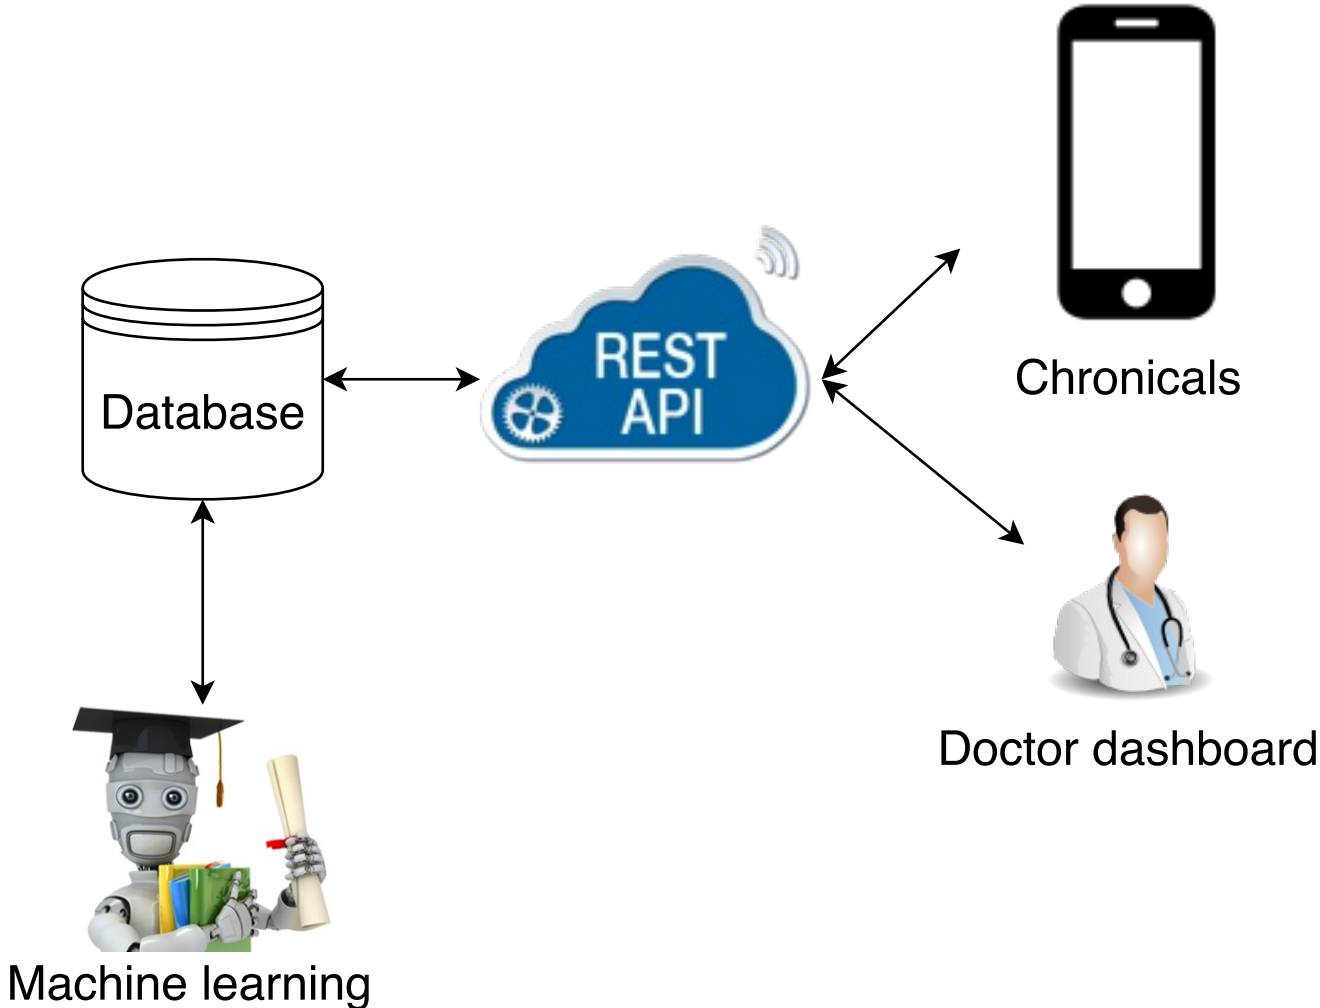 REST
API
Chronicals
Database
Doctor dashboard
Machine learning